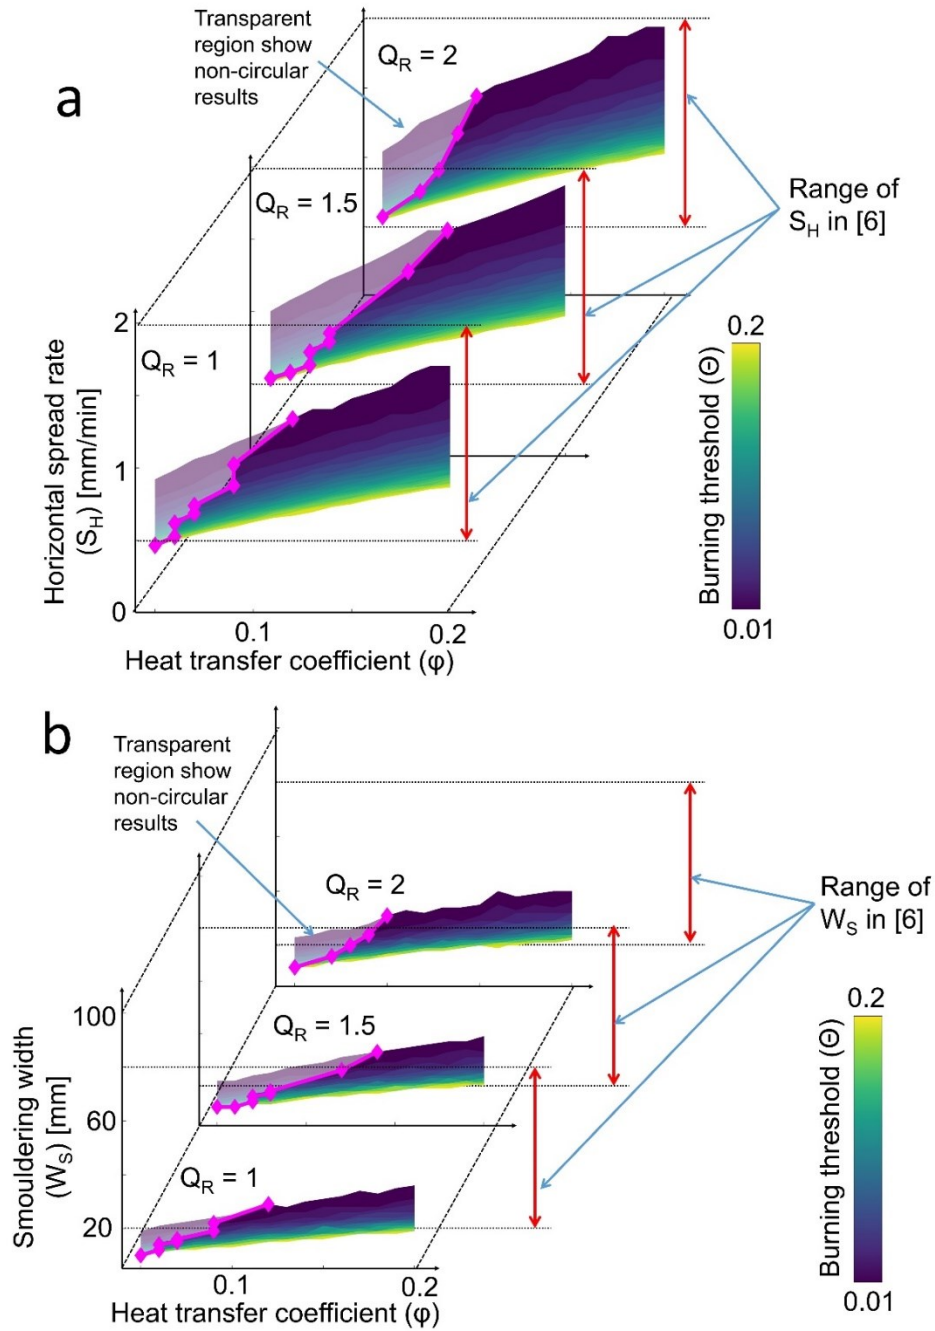 a
Transparent
region show
non-circular
results
Q_R = 2
Q_R = 1.5
Q_R = 1
Range of
S_H in [6]
2
1
0
0.1
0.2
Horizontal spread rate
(S_H) [mm/min]
Heat transfer coefficient (φ)
0.2
Burning threshold (Θ)
0.01
b
Transparent
region show
non-circular
results
Q_R = 2
Q_R = 1.5
Q_R = 1
Range of
W_S in [6]
100
60
20
0.1
0.2
Smouldering width
(W_S) [mm]
Heat transfer coefficient (φ)
0.2
Burning threshold (Θ)
0.01